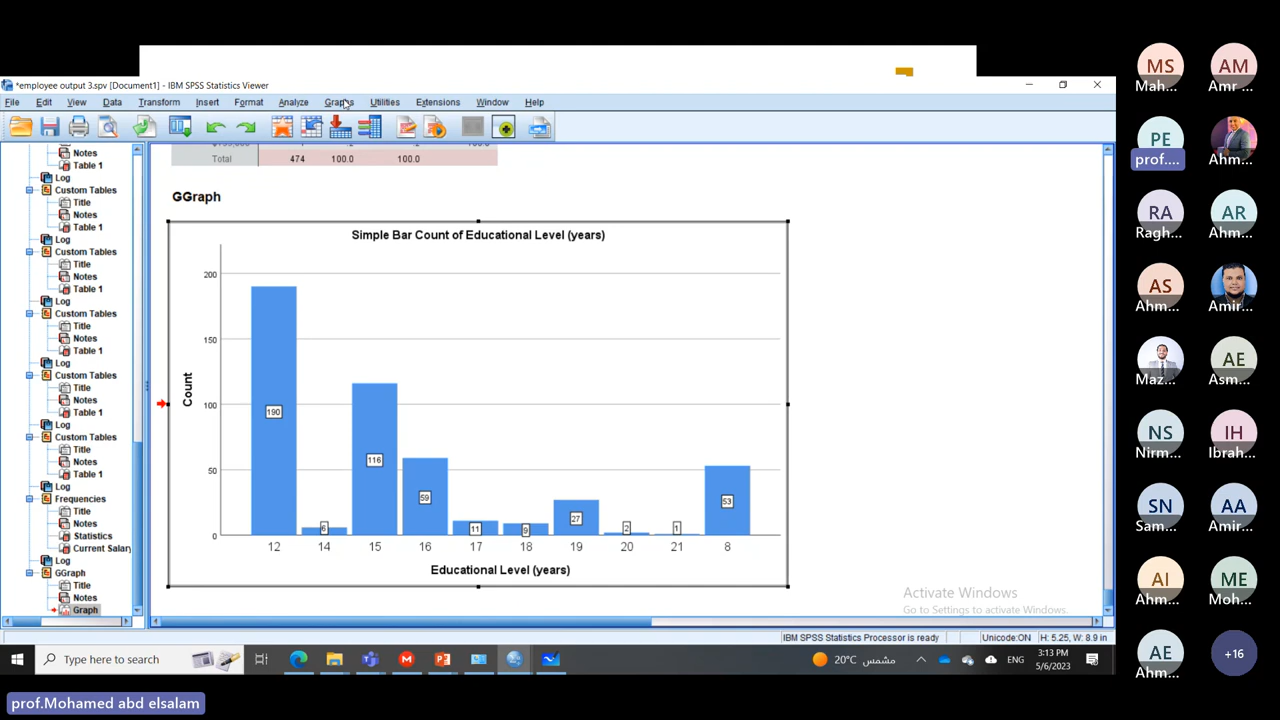 *employee output 3.spv [Document1] - IBM SPSS Statistics Viewer
File Edit View Data Transform Insert Format Analyze Graphs Utilities Extensions Window Help
Notes
Table 1
Log
Custom Tables
Title
Notes
Table 1
Log
Custom Tables
Title
Notes
Table 1
Log
Custom Tables
Title
Notes
Table 1
Log
Custom Tables
Title
Notes
Table 1
Log
Custom Tables
Title
Notes
Table 1
Log
Frequencies
Title
Notes
Statistics
Current Salary
Log
GGraph
Title
Notes
Graph
Total 474 100.0 100.0
GGraph
Simple Bar Count of Educational Level (years)
Count
200
150
100
50
0
190
6
116
59
11
9
27
2
1
53
12 14 15 16 17 18 19 20 21 8
Educational Level (years)
Activate Windows
Go to Settings to activate Windows.
IBM SPSS Statistics Processor is ready
Unicode:ON
H: 5.25, W: 8.9 in
Type here to search
20°C مشمس
ENG
3:13 PM
5/6/2023
prof.Mohamed abd elsalam
MS
Mah...
AM
Amr ...
PE
prof....
Ahm...
RA
Ragh...
AR
Ahm...
AS
Ahm...
Amir...
Maz...
AE
Asm...
NS
Nirm...
IH
Ibrah...
SN
Sam...
AA
Amir...
AI
Ahm...
ME
Moh...
AE
Ahm...
+16